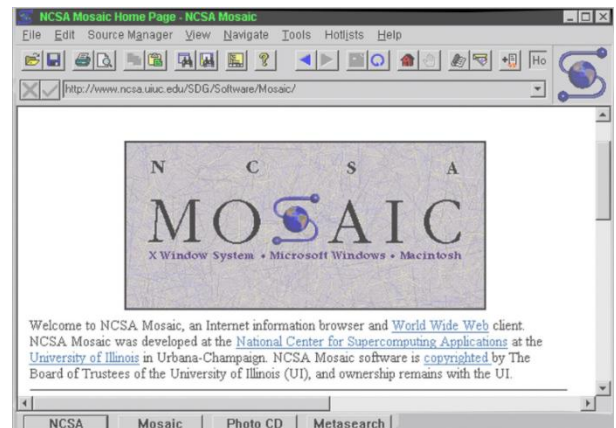 NCSA Mosaic Home Page - NCSA Mosaic
File Edit Source Manager View Navigate Tools Hotlists Help
Ho
http://www.ncsa.uiuc.edu/SDG/Software/Mosaic/
N C S A
MOSAIC
X Window System • Microsoft Windows • Macintosh
Welcome to NCSA Mosaic, an Internet information browser and World Wide Web client.
NCSA Mosaic was developed at the National Center for Supercomputing Applications at the
University of Illinois in Urbana-Champaign. NCSA Mosaic software is copyrighted by The
Board of Trustees of the University of Illinois (UI), and ownership remains with the UI.
NCSA Mosaic Photo CD Metasearch